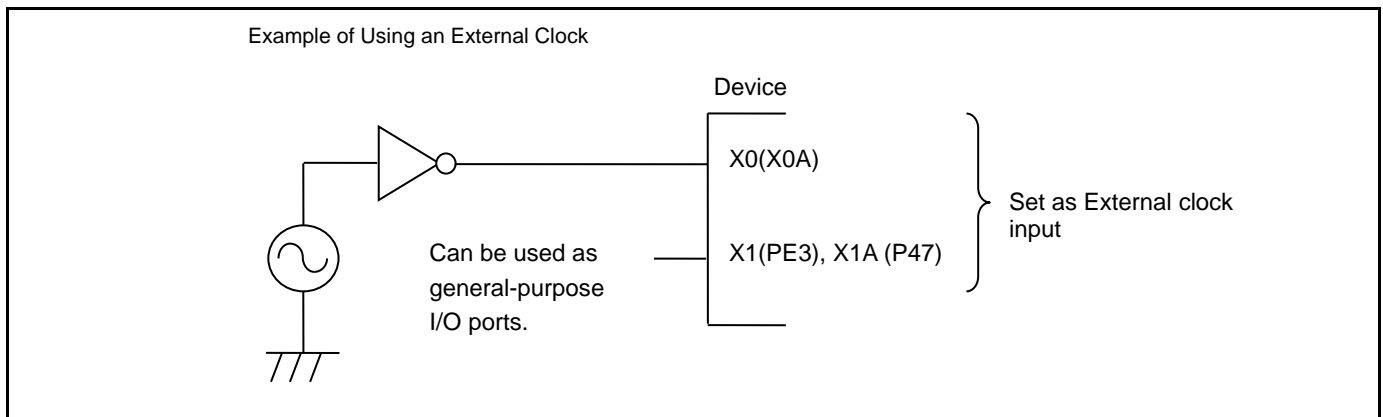 Example of Using an External Clock
Device
X0(X0A)
Set as External clock
input
Can be used as
general-purpose
I/O ports.
X1(PE3), X1A (P47)